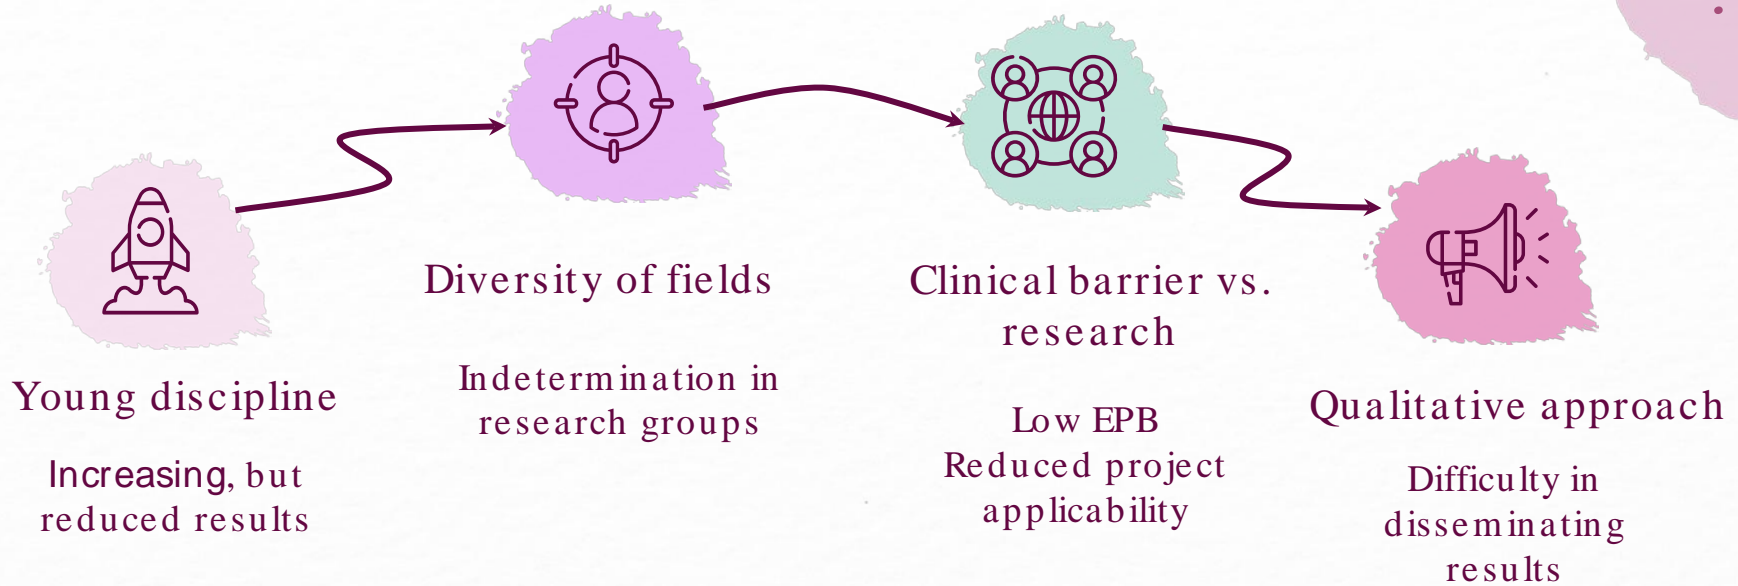 Young discipline
Increasing, but
reduced results
Diversity of fields
Indetermination in
research groups
Clinical barrier vs.
research
Low EPB
Reduced project
applicability
Qualitative approach
Difficulty in
disseminating
results